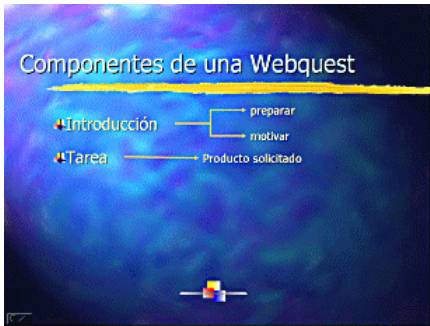 Componentes de una Webquest
Introducción
preparar
motivar
Tarea
Producto solicitado